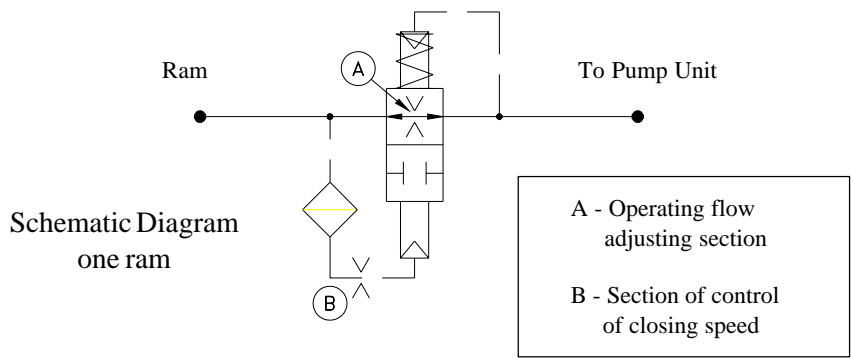 Ram
A
To Pump Unit
Schematic Diagram
one ram
B
A - Operating flow
adjusting section
B - Section of control
of closing speed